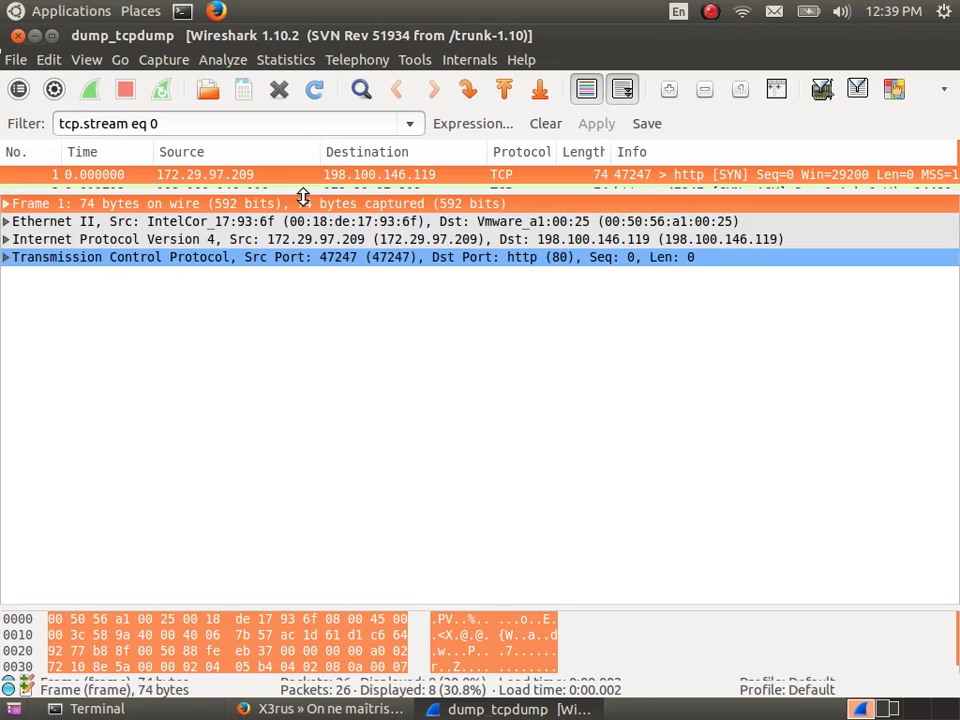 Applications Places En 12:39 PM
dump_tcpdump [Wireshark 1.10.2 (SVN Rev 51934 from /trunk-1.10)]
File Edit View Go Capture Analyze Statistics Telephony Tools Internals Help
Filter: tcp.stream eq 0 Expression... Clear Apply Save
No. Time Source Destination Protocol Length Info
1 0.000000 172.29.97.209 198.100.146.119 TCP 74 47247 > http [SYN] Seq=0 Win=29200 Len=0 MSS=1
Frame 1: 74 bytes on wire (592 bits), bytes captured (592 bits)
Ethernet II, Src: IntelCor_17:93:6f (00:18:de:17:93:6f), Dst: Vmware_a1:00:25 (00:50:56:a1:00:25)
Internet Protocol Version 4, Src: 172.29.97.209 (172.29.97.209), Dst: 198.100.146.119 (198.100.146.119)
Transmission Control Protocol, Src Port: 47247 (47247), Dst Port: http (80), Seq: 0, Len: 0
0000 00 50 56 a1 00 25 00 18 de 17 93 6f 08 00 45 00 .PV..%.. ...o..E.
0010 00 3c 58 9a 40 00 40 06 7b 57 ac 1d 61 d1 c6 64 .<X.@.@. {W..a..d
0020 92 77 b8 8f 00 50 88 fe eb 37 00 00 00 00 a0 02 .w...P.. .7......
0030 72 10 8e 5a 00 00 02 04 05 b4 04 02 08 0a 00 07 r..Z.... ........
Frame (frame), 74 bytes Packets: 26 · Displayed: 8 (30.8%) · Load time: 0:00.002 Profile: Default
Terminal X3rus » On ne maîtris... dump_tcpdump [Wi...